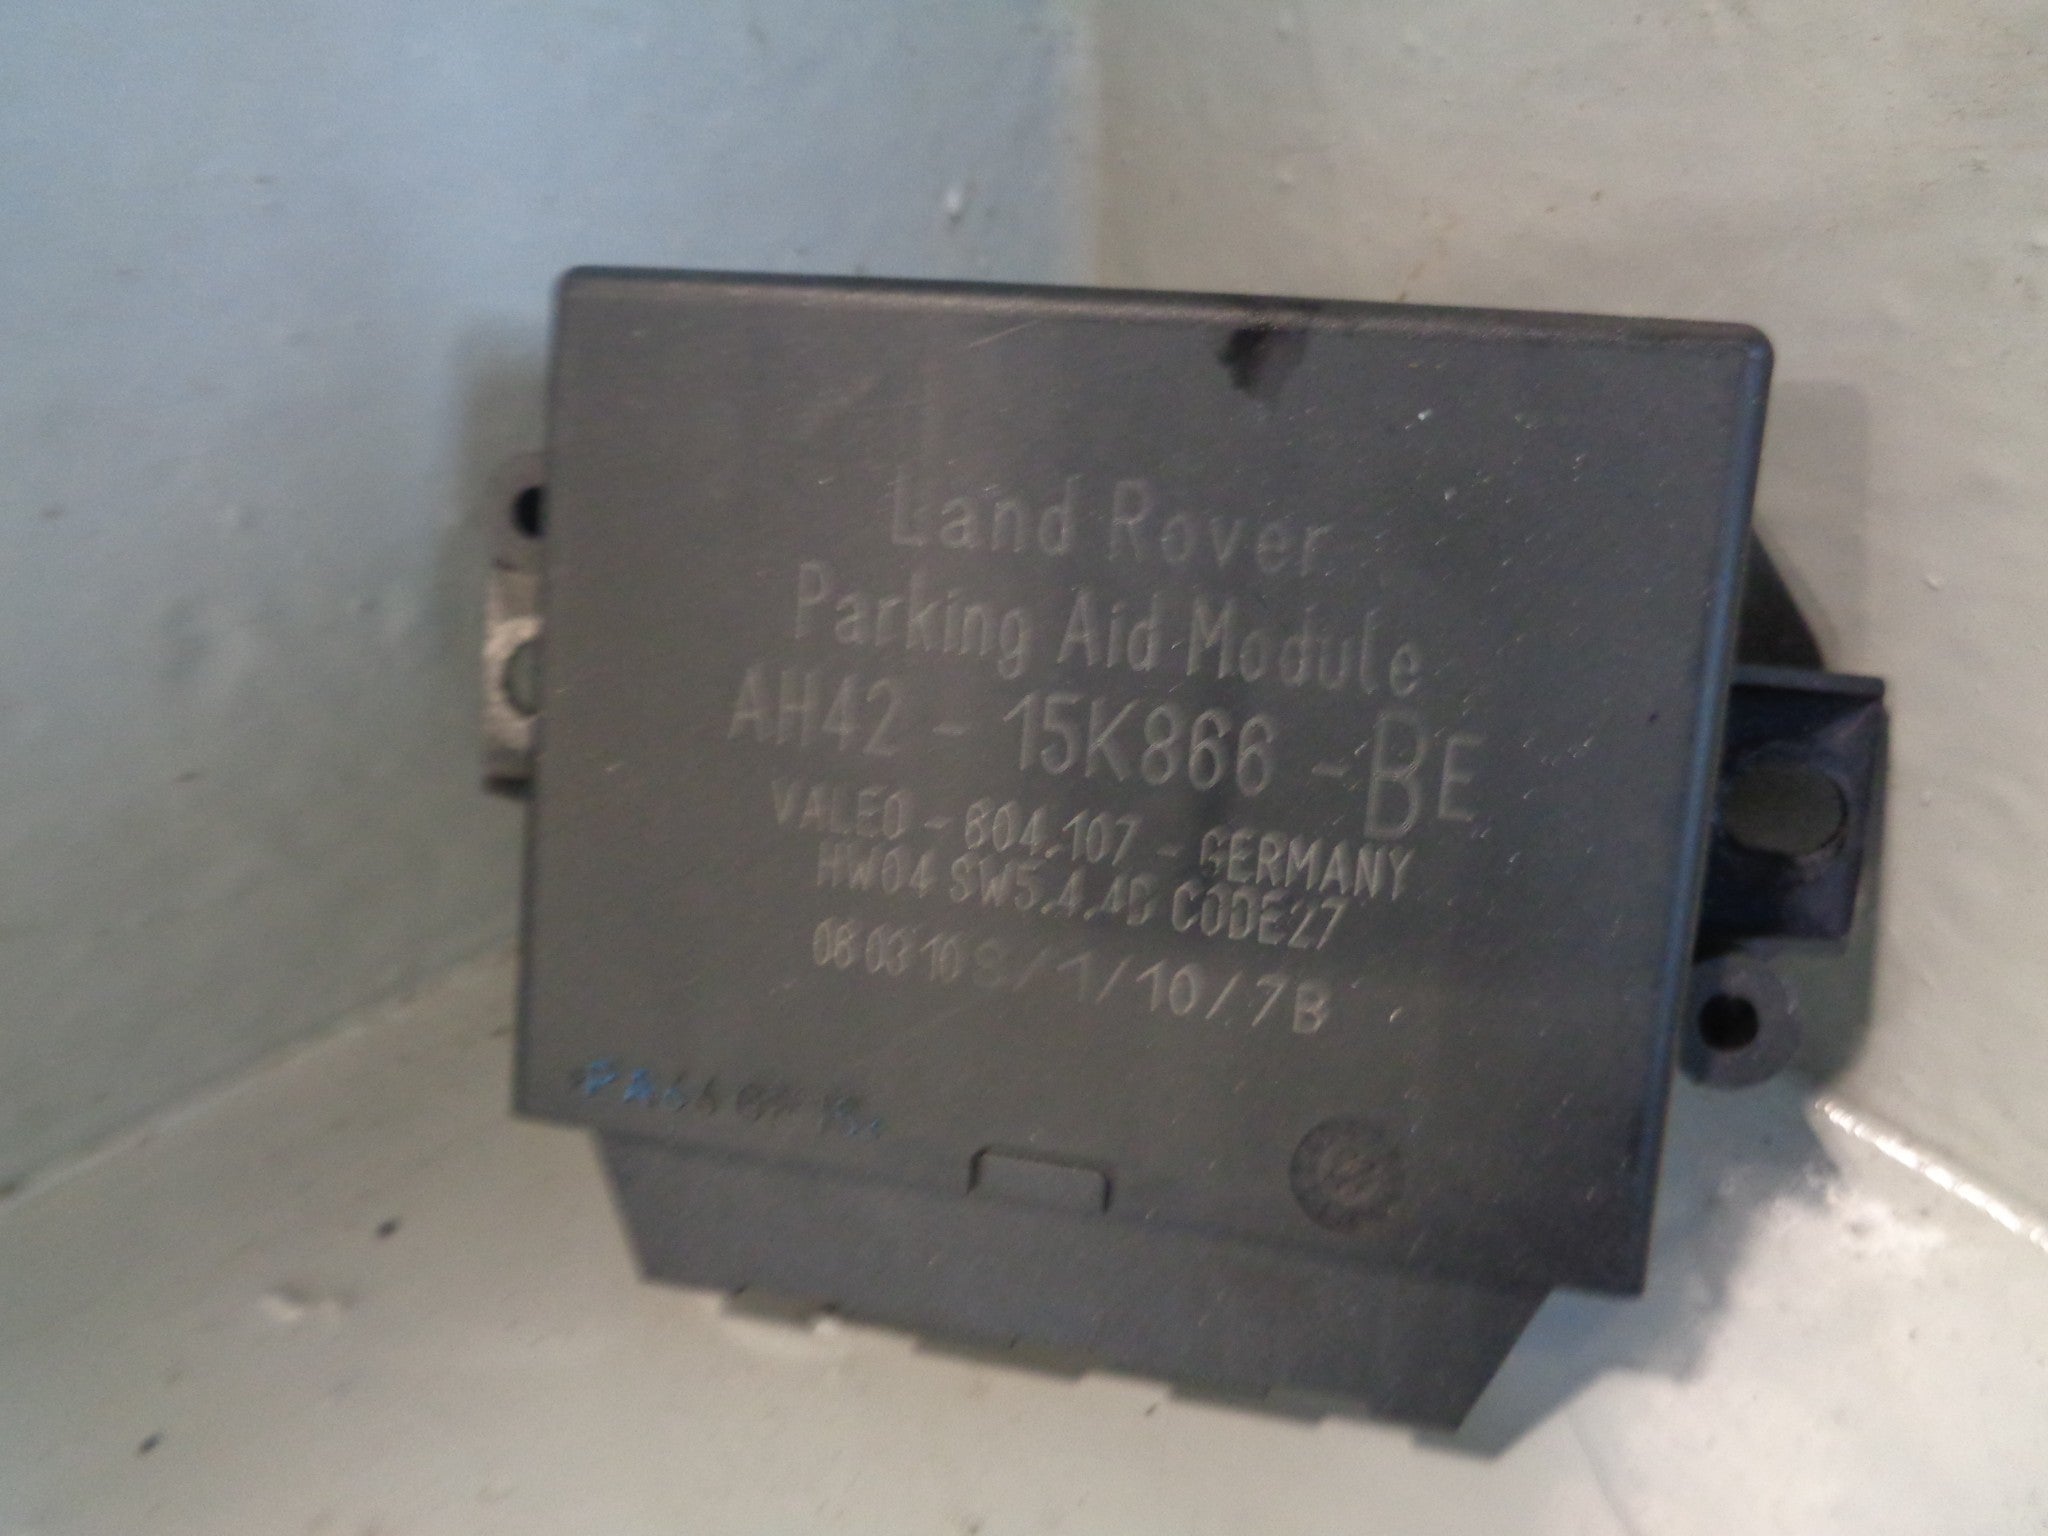 Land Rover
Parking Aid Module
AH42 - 15K866 - BE
VALEO - 604.107 - GERMANY
HW04 SW5.4.4D CODE27
08 03 10 S/1/10/7B